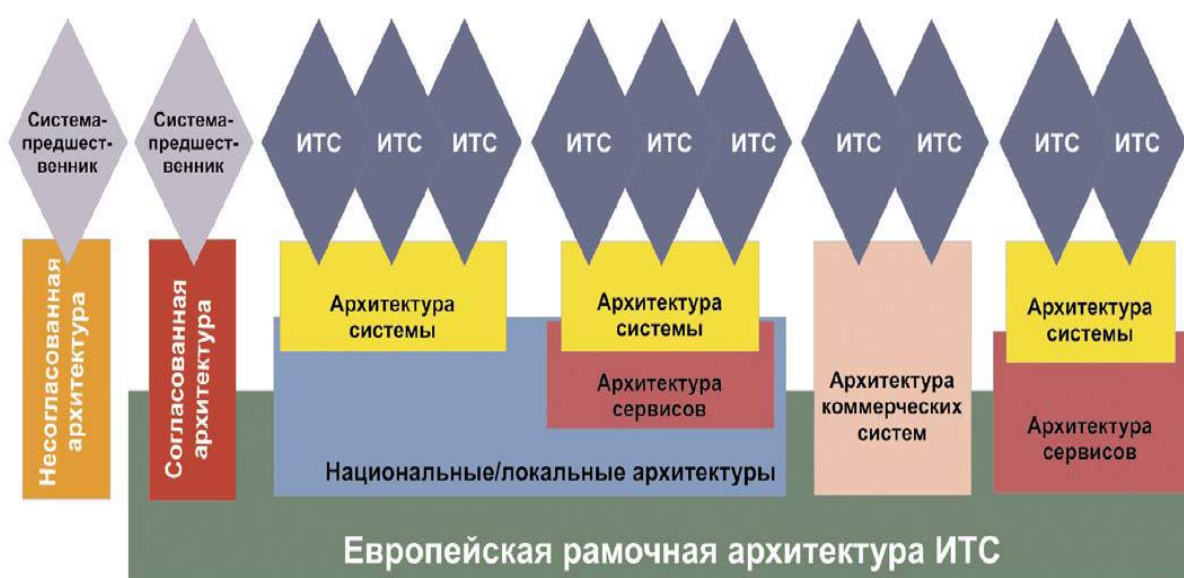 Система-
предшест-
венник
Система-
предшест-
венник
ИТС
ИТС
ИТС
ИТС
ИТС
ИТС
ИТС
ИТС
ИТС
ИТС
Несогласованная
архитектура
Согласованная
архитектура
Архитектура
системы
Архитектура
системы
Архитектура
сервисов
Национальные/локальные архитектуры
Архитектура
коммерческих
систем
Архитектура
системы
Архитектура
сервисов
Европейская рамочная архитектура ИТС